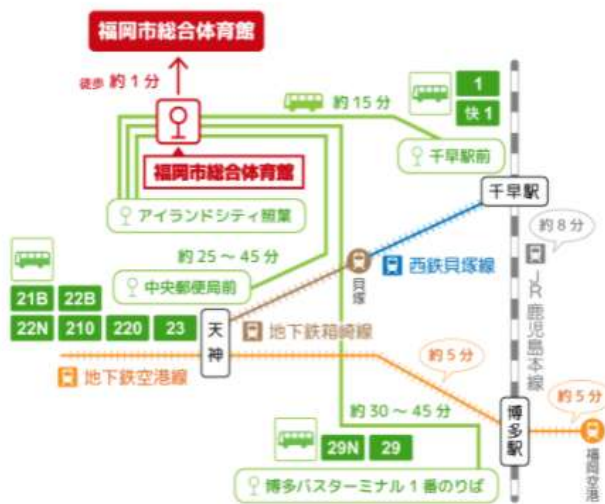 福岡市総合体育館
徒歩 約1分
約15分
1
快1
福岡市総合体育館
千早駅前
千早駅
アイランドシティ照葉
約8分
約25~45分
西鉄貝塚線
貝塚
JR鹿児島本線
中央郵便局前
21B 22B
22N 210 220 23
天神
地下鉄箱崎線
地下鉄空港線
約5分
約5分
約30~45分
博多駅
福岡空港
29N 29
博多バスターミナル1番のりば